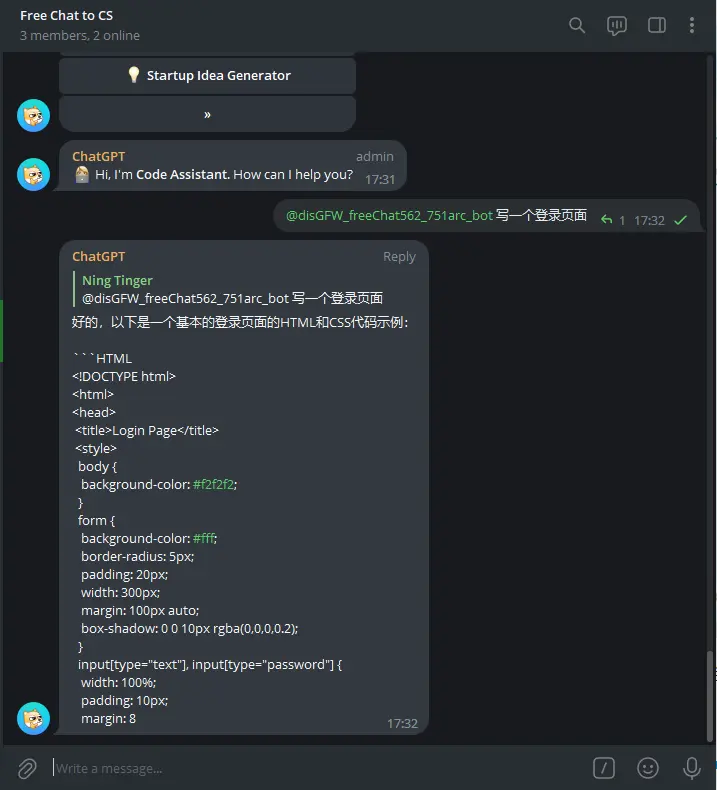 Free Chat to CS
3 members, 2 online
💡 Startup Idea Generator
»
ChatGPT admin
Hi, I'm Code Assistant. How can I help you? 17:31
@disGFW_freeChat562_751arc_bot 写一个登录页面 1 17:32
ChatGPT Reply
Ning Tinger
@disGFW_freeChat562_751arc_bot 写一个登录页面
好的，以下是一个基本的登录页面的HTML和CSS代码示例：
```HTML
<!DOCTYPE html>
<html>
<head>
<title>Login Page</title>
<style>
body {
background-color: #f2f2f2;
}
form {
background-color: #fff;
border-radius: 5px;
padding: 20px;
width: 300px;
margin: 100px auto;
box-shadow: 0 0 10px rgba(0,0,0,0.2);
}
input[type="text"], input[type="password"] {
width: 100%;
padding: 10px;
margin: 8
17:32
Write a message...